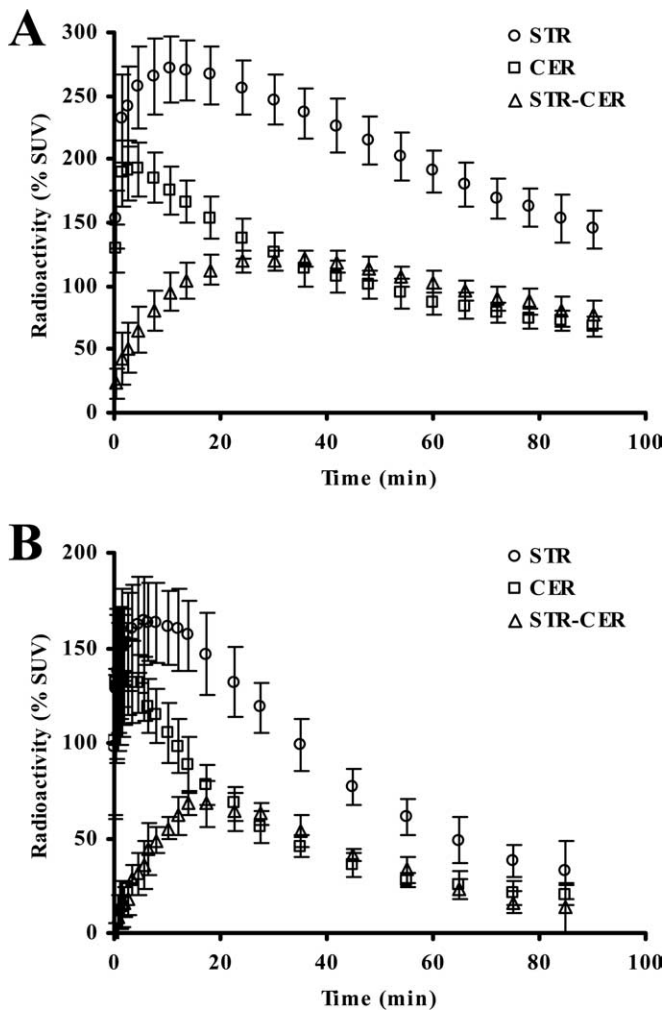 A
300
250
200
150
100
50
0
Radioactivity (% SUV)
STR
CER
STR-CER
0 20 40 60 80 100
Time (min)
B
200
150
100
50
0
Radioactivity (% SUV)
STR
CER
STR-CER
0 20 40 60 80 100
Time (min)